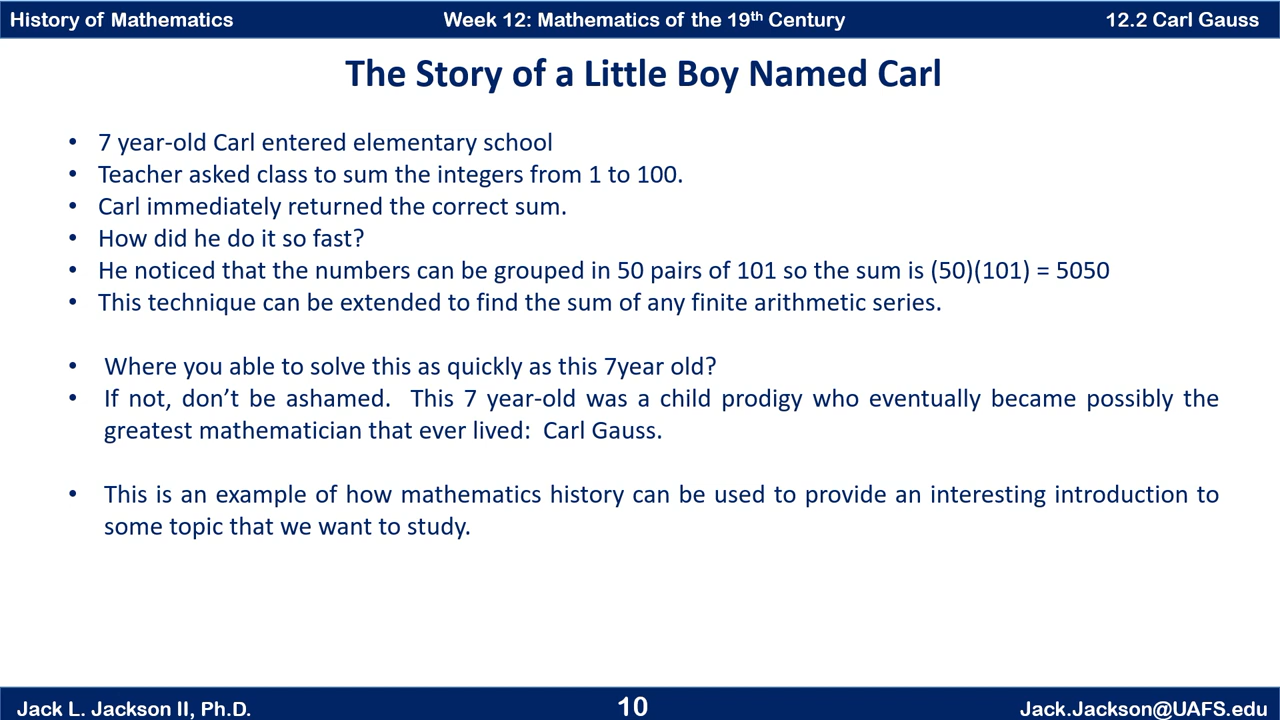 History of Mathematics
Week 12: Mathematics of the 19th Century
12.2 Carl Gauss
The Story of a Little Boy Named Carl
• 7 year-old Carl entered elementary school
• Teacher asked class to sum the integers from 1 to 100.
• Carl immediately returned the correct sum.
• How did he do it so fast?
• He noticed that the numbers can be grouped in 50 pairs of 101 so the sum is (50)(101) = 5050
• This technique can be extended to find the sum of any finite arithmetic series.
• Where you able to solve this as quickly as this 7year old?
• If not, don’t be ashamed. This 7 year-old was a child prodigy who eventually became possibly the
greatest mathematician that ever lived: Carl Gauss.
• This is an example of how mathematics history can be used to provide an interesting introduction to
some topic that we want to study.
Jack L. Jackson II, Ph.D.
10
Jack.Jackson@UAFS.edu